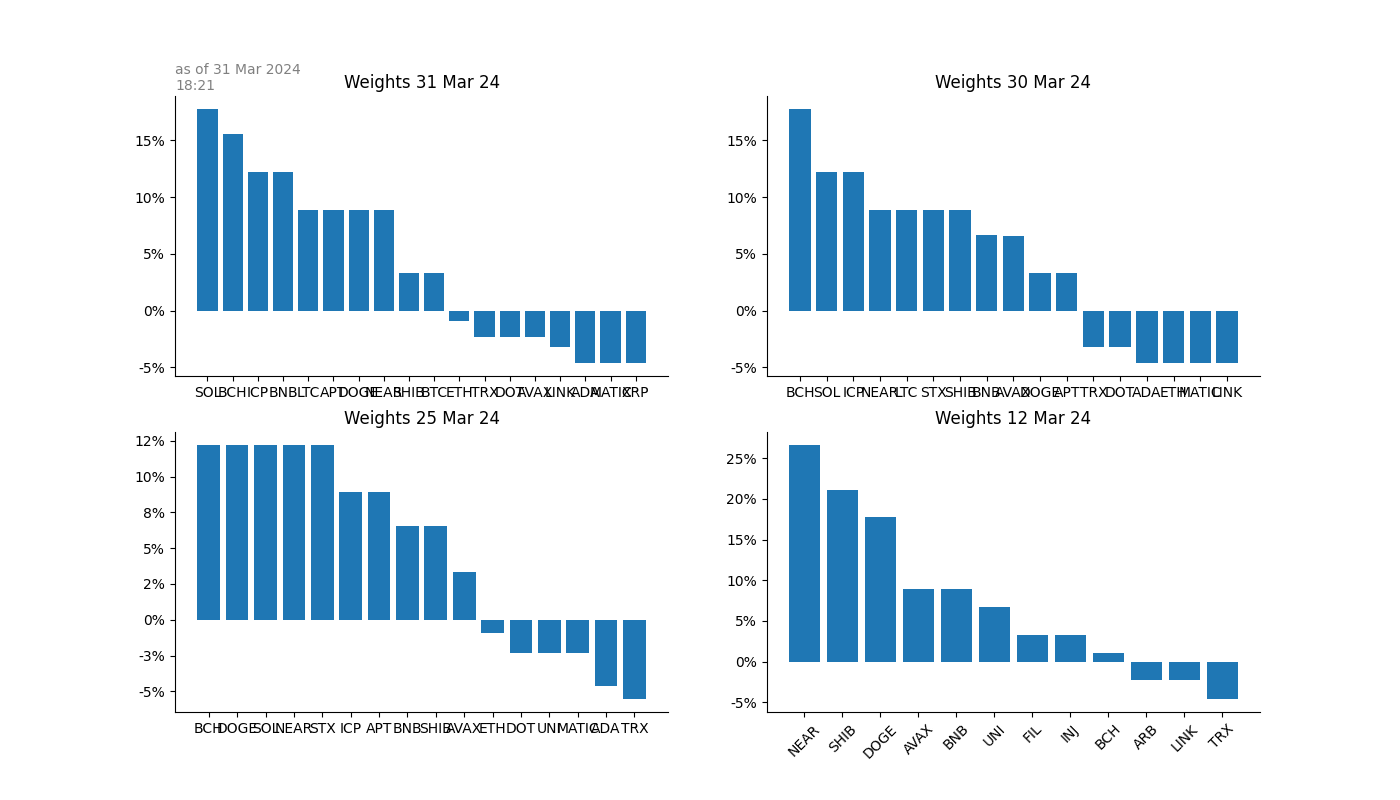 as of 31 Mar 2024
18:21
Weights 31 Mar 24
15%
10%
5%
0%
-5%
SOL BCH ICP BNB LTC APT DOGE NEAR SHIB BTC ETH TRX DOT AVAX LINK ADA MATIC XRP
Weights 30 Mar 24
15%
10%
5%
0%
-5%
BCH SOL ICP NEAR LTC STX SHIB BNB AVAX DOGE APT TRX DOT ADA ETH MATIC LINK
Weights 25 Mar 24
12%
10%
8%
5%
2%
0%
-3%
-5%
BCH DOGE SOL NEAR STX ICP APT BNB SHIB AVAX ETH DOT UNI MATIC ADA TRX
Weights 12 Mar 24
25%
20%
15%
10%
5%
0%
-5%
NEAR SHIB DOGE AVAX BNB UNI FIL INJ BCH ARB LINK TRX